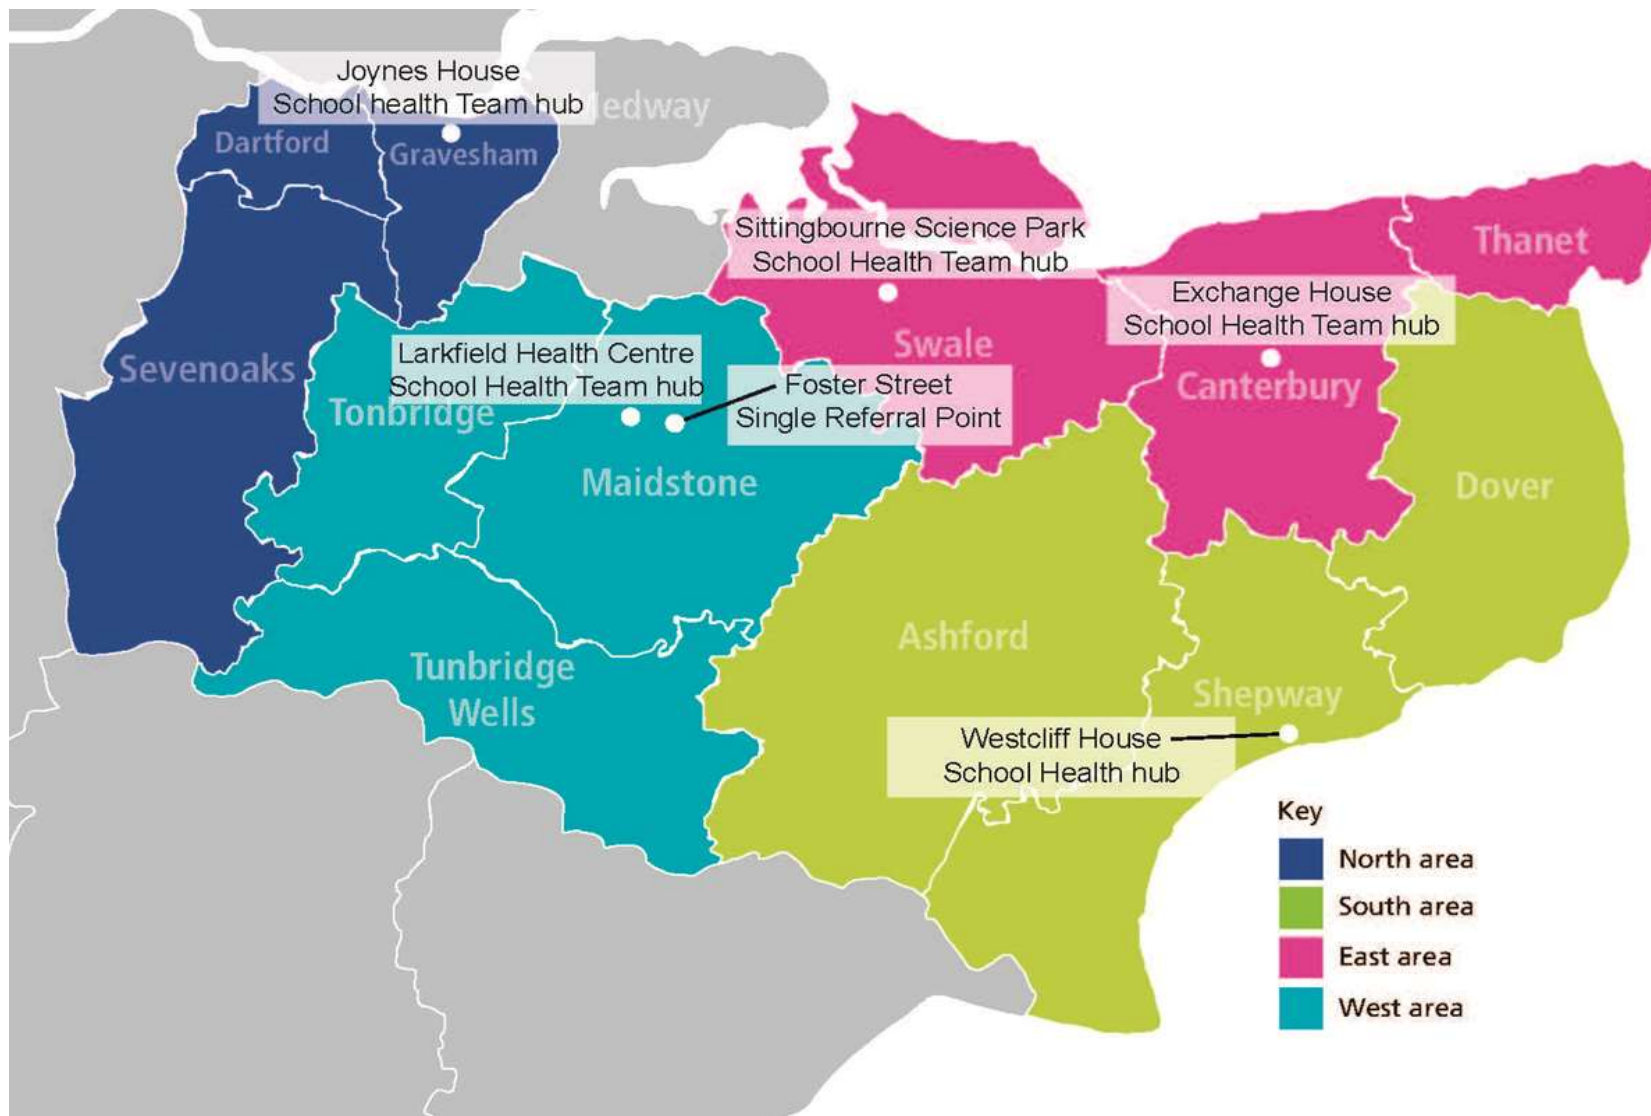 Joynes House
School health Team hub
Medway
Dartford
Gravesham
Sittingbourne Science Park
School Health Team hub
Thanet
Exchange House
School Health Team hub
Swale
Larkfield Health Centre
School Health Team hub
Foster Street
Single Referral Point
Sevenoaks
Tonbridge
Canterbury
Maidstone
Dover
Ashford
Tunbridge
Wells
Shepway
Westcliff House
School Health hub
Key
North area
South area
East area
West area